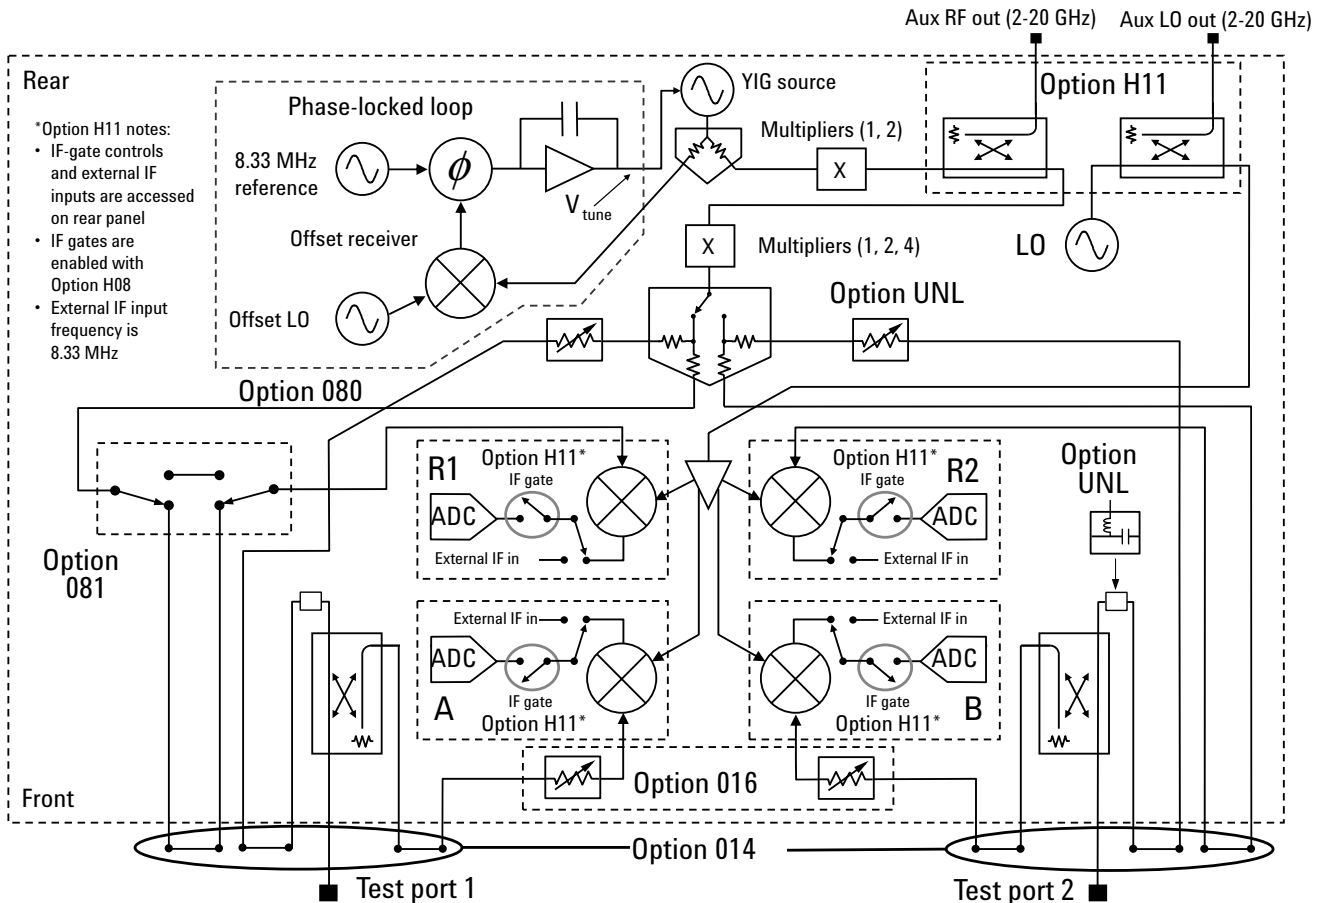 Aux RF out (2-20 GHz)
Aux LO out (2-20 GHz)
Rear
Option H11
YIG source
Phase-locked loop
*Option H11 notes:
• IF-gate controls
and external IF
inputs are accessed
on rear panel
• IF gates are
enabled with
Option H08
• External IF input
frequency is
8.33 MHz
8.33 MHz
reference
ϕ
V tune
Multipliers (1, 2)
X
Offset receiver
X
Multipliers (1, 2, 4)
LO
Offset LO
Option UNL
Option 080
R1
Option H11*
IF gate
ADC
External IF in
Option H11*
R2
IF gate
ADC
External IF in
Option
UNL
Option
081
External IF in
ADC
IF gate
A
Option H11*
External IF in
ADC
IF gate
Option H11*
B
Option 016
Front
Option 014
Test port 1
Test port 2